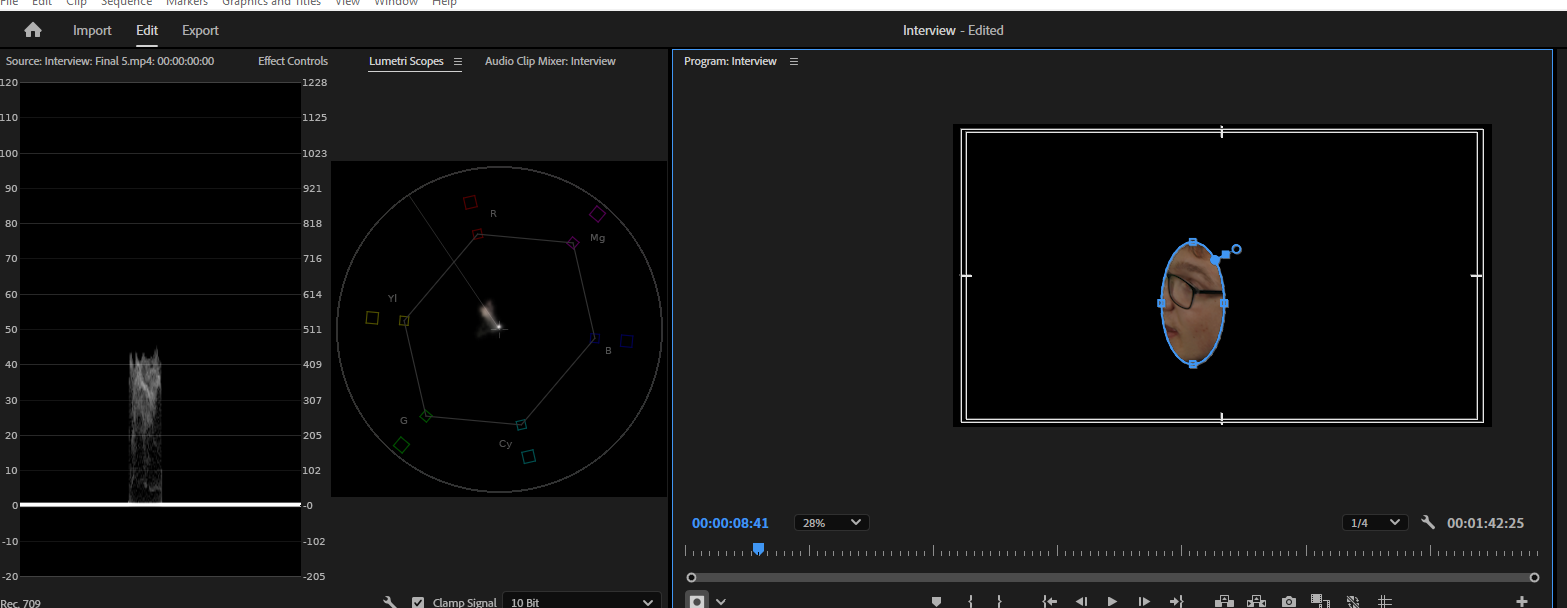 File Edit Clip Sequence Markers Graphics and Titles View Window Help
Import Edit Export Interview - Edited
Source: Interview: Final 5.mp4: 00:00:00:00 Effect Controls Lumetri Scopes Audio Clip Mixer: Interview Program: Interview
120 1228
110 1125
100 1023
90 921
80 818
70 716
60 614
50 511
40 409
30 307
20 205
10 102
0 -0
-10 -102
-20 -205
R
Mg
Yl
B
G
Cy
00:00:08:41 28% 1/4 00:01:42:25
Rec. 709 Clamp Signal 10 Bit